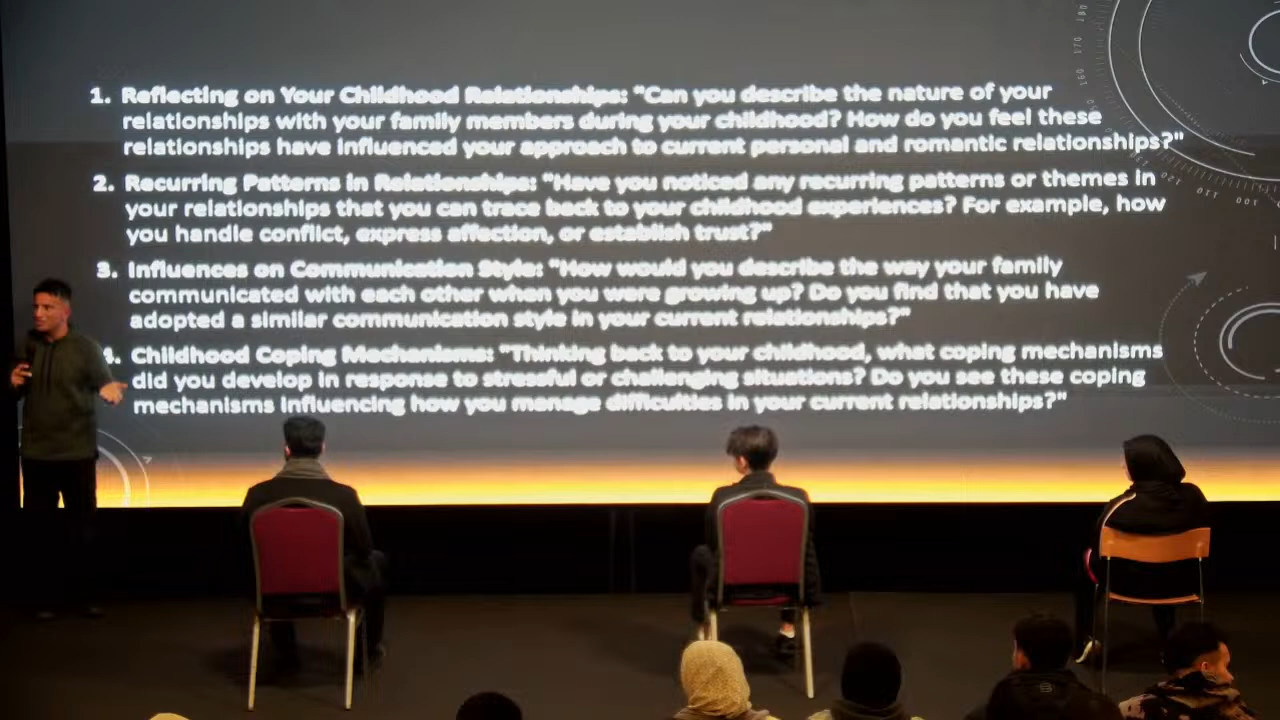 1. Reflecting on Your Childhood Relationships: "Can you describe the nature of your
relationships with your family members during your childhood? How do you feel these
relationships have influenced your approach to current personal and romantic relationships?"
2. Recurring Patterns in Relationships: "Have you noticed any recurring patterns or themes in
your relationships that you can trace back to your childhood experiences? For example, how
you handle conflict, express affection, or establish trust?"
3. Influences on Communication Style: "How would you describe the way your family
communicated with each other when you were growing up? Do you find that you have
adopted a similar communication style in your current relationships?"
4. Childhood Coping Mechanisms: "Thinking back to your childhood, what coping mechanisms
did you develop in response to stressful or challenging situations? Do you see these coping
mechanisms influencing how you manage difficulties in your current relationships?"
180
170
160
110
100